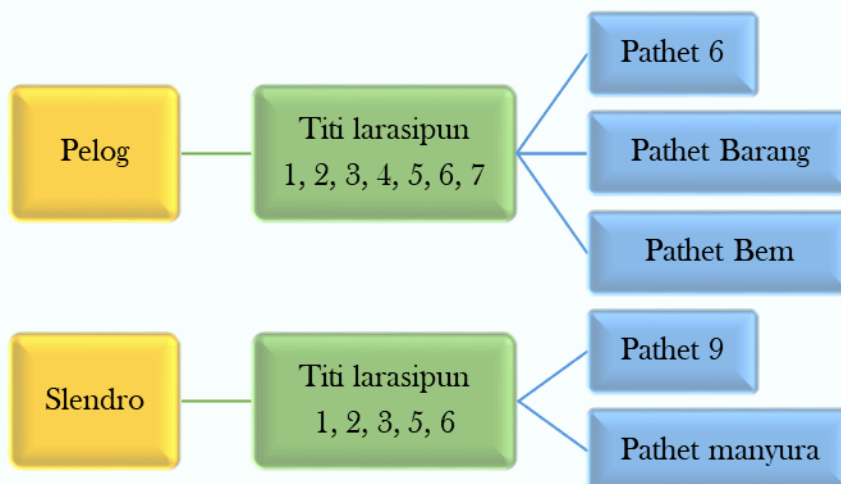 Pelog
Titi larasipun
1, 2, 3, 4, 5, 6, 7
Pathet 6
Pathet Barang
Pathet Bem
Slendro
Titi larasipun
1, 2, 3, 5, 6
Pathet 9
Pathet manyura